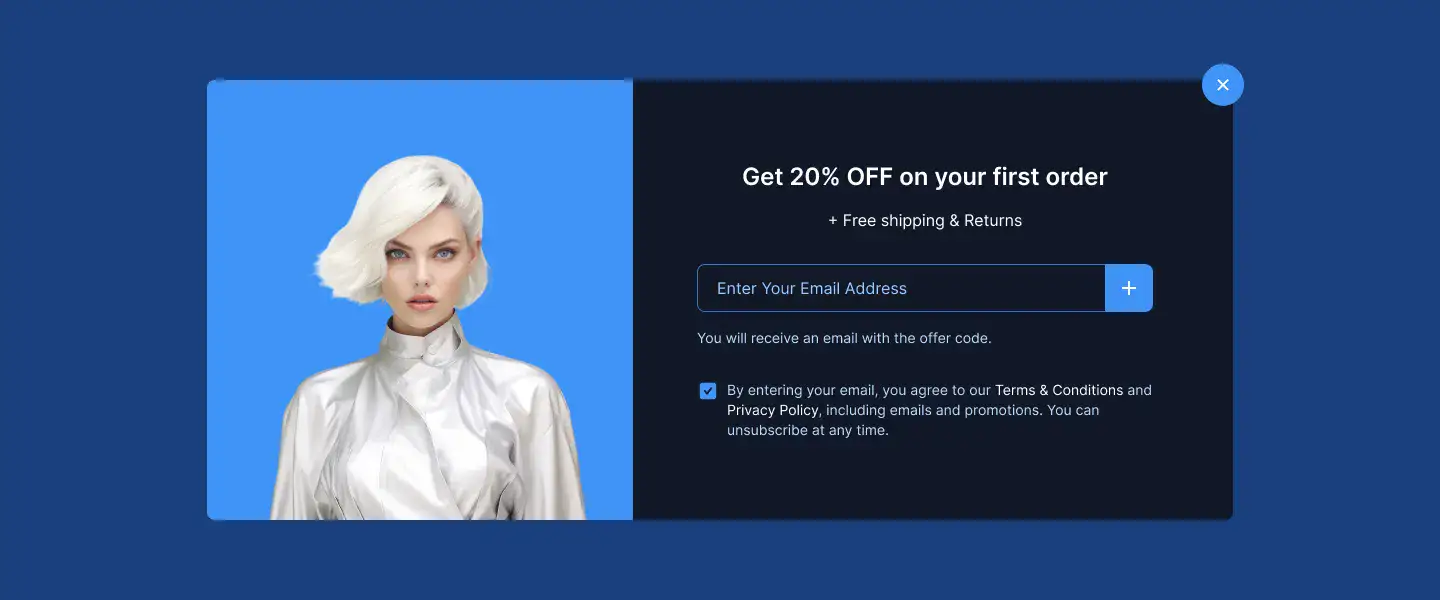 Get 20% OFF on your first order
+ Free shipping & Returns
Enter Your Email Address
You will receive an email with the offer code.
By entering your email, you agree to our Terms & Conditions and
Privacy Policy, including emails and promotions. You can
unsubscribe at any time.